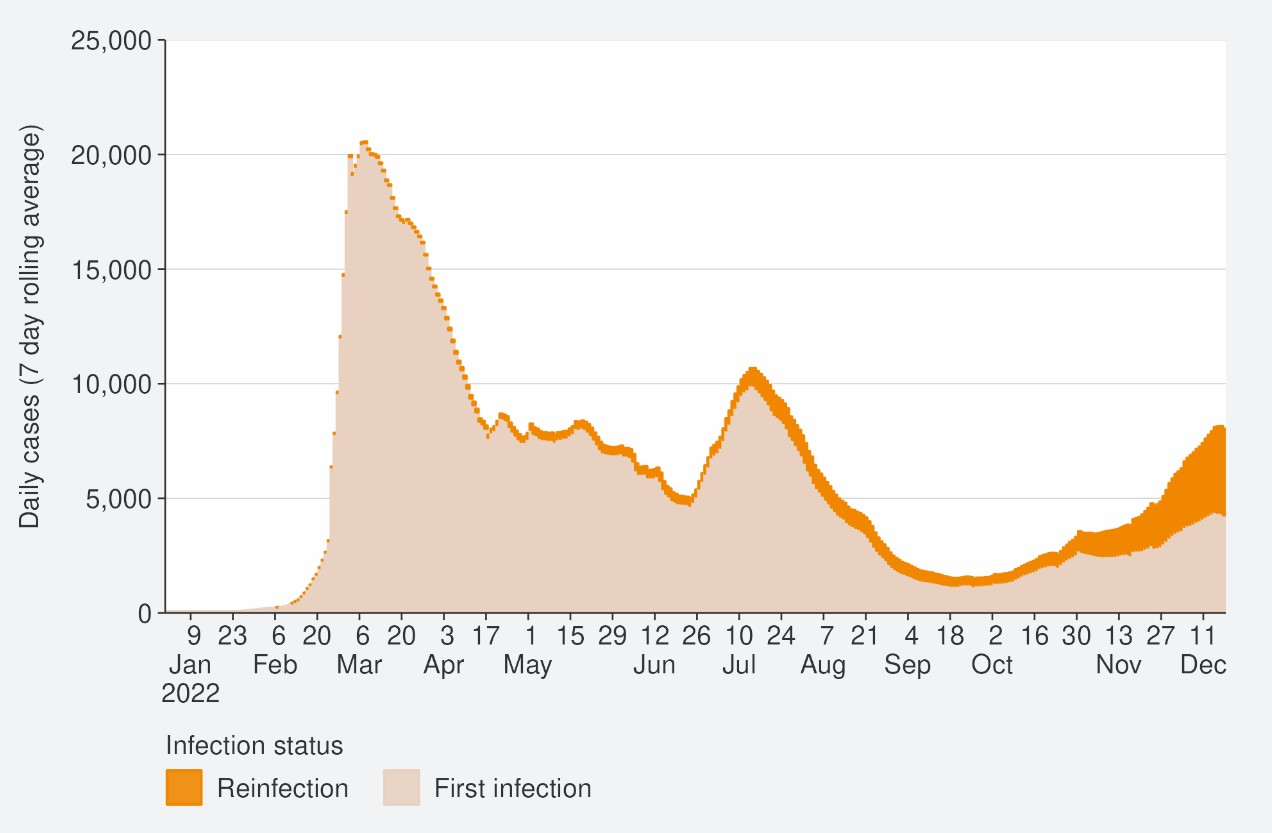 Daily cases (7 day rolling average)
25,000
20,000
15,000
10,000
5,000
0
9 23 6 20 6 20 3 17 1 15 29 12 26 10 24 7 21 4 18 2 16 30 13 27 11
Jan Feb Mar Apr May Jun Jul Aug Sep Oct Nov Dec
2022
Infection status
Reinfection First infection